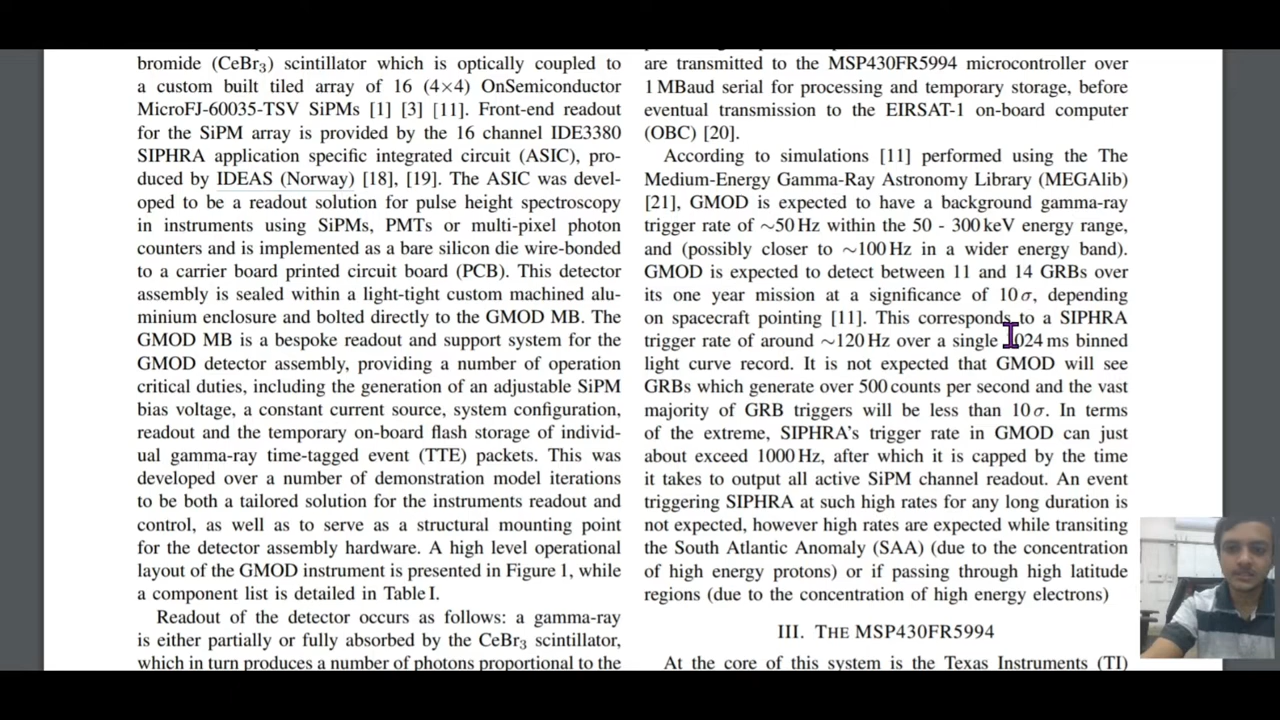 bromide (CeBr3) scintillator which is optically coupled to
a custom built tiled array of 16 (4×4) OnSemiconductor
MicroFJ-60035-TSV SiPMs [1] [3] [11]. Front-end readout
for the SiPM array is provided by the 16 channel IDE3380
SIPHRA application specific integrated circuit (ASIC), pro-
duced by IDEAS (Norway) [18], [19]. The ASIC was devel-
oped to be a readout solution for pulse height spectroscopy
in instruments using SiPMs, PMTs or multi-pixel photon
counters and is implemented as a bare silicon die wire-bonded
to a carrier board printed circuit board (PCB). This detector
assembly is sealed within a light-tight custom machined alu-
minium enclosure and bolted directly to the GMOD MB. The
GMOD MB is a bespoke readout and support system for the
GMOD detector assembly, providing a number of operation
critical duties, including the generation of an adjustable SiPM
bias voltage, a constant current source, system configuration,
readout and the temporary on-board flash storage of individ-
ual gamma-ray time-tagged event (TTE) packets. This was
developed over a number of demonstration model iterations
to be both a tailored solution for the instruments readout and
control, as well as to serve as a structural mounting point
for the detector assembly hardware. A high level operational
layout of the GMOD instrument is presented in Figure 1, while
a component list is detailed in Table I.
Readout of the detector occurs as follows: a gamma-ray
is either partially or fully absorbed by the CeBr3 scintillator,
which in turn produces a number of photons proportional to the
are transmitted to the MSP430FR5994 microcontroller over
1 MBaud serial for processing and temporary storage, before
eventual transmission to the EIRSAT-1 on-board computer
(OBC) [20].
According to simulations [11] performed using the The
Medium-Energy Gamma-Ray Astronomy Library (MEGAlib)
[21], GMOD is expected to have a background gamma-ray
trigger rate of ∼50 Hz within the 50 - 300 keV energy range,
and (possibly closer to ∼100 Hz in a wider energy band).
GMOD is expected to detect between 11 and 14 GRBs over
its one year mission at a significance of 10 σ, depending
on spacecraft pointing [11]. This corresponds to a SIPHRA
trigger rate of around ∼120 Hz over a single 1024 ms binned
light curve record. It is not expected that GMOD will see
GRBs which generate over 500 counts per second and the vast
majority of GRB triggers will be less than 10 σ. In terms
of the extreme, SIPHRA's trigger rate in GMOD can just
about exceed 1000 Hz, after which it is capped by the time
it takes to output all active SiPM channel readout. An event
triggering SIPHRA at such high rates for any long duration is
not expected, however high rates are expected while transiting
the South Atlantic Anomaly (SAA) (due to the concentration
of high energy protons) or if passing through high latitude
regions (due to the concentration of high energy electrons)
III. THE MSP430FR5994
At the core of this system is the Texas Instruments (TI)